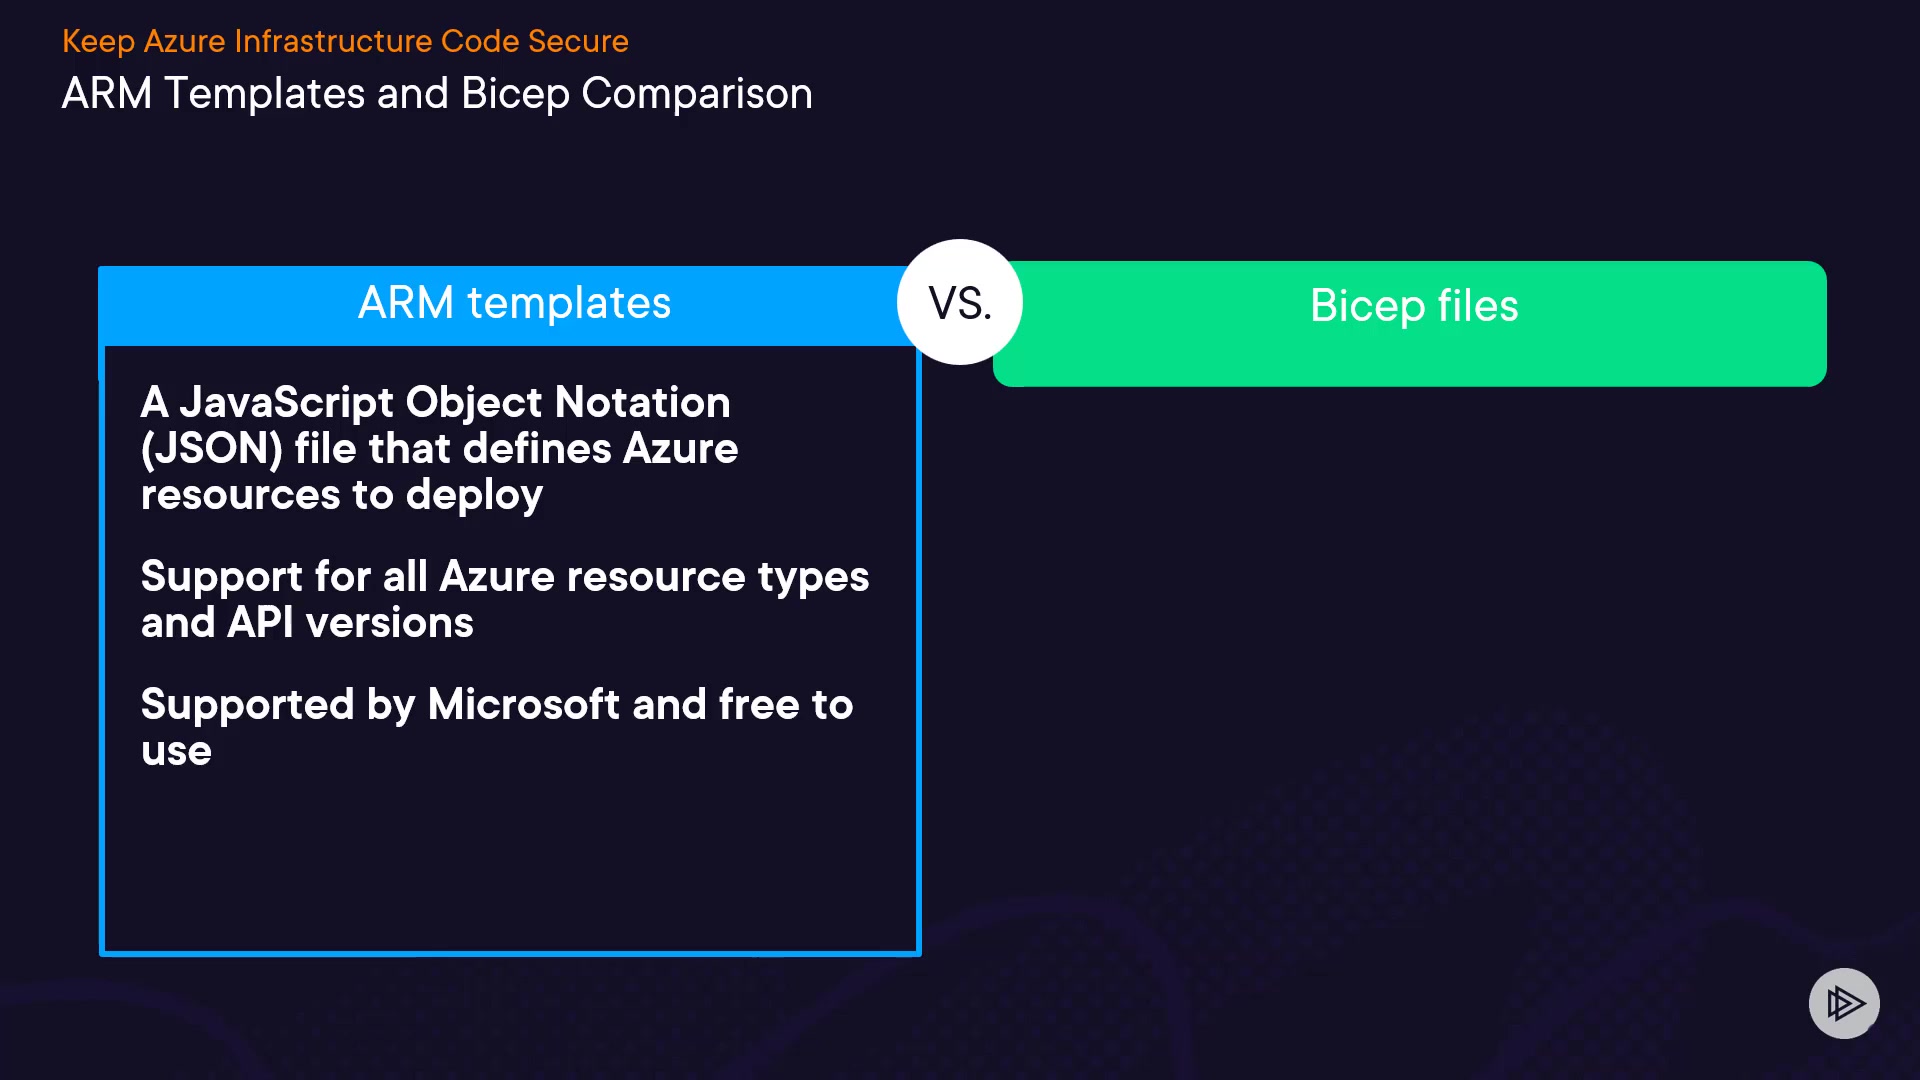 Keep Azure Infrastructure Code Secure
ARM Templates and Bicep Comparison
ARM templates
VS.
Bicep files
A JavaScript Object Notation
(JSON) file that defines Azure
resources to deploy
Support for all Azure resource types
and API versions
Supported by Microsoft and free to
use